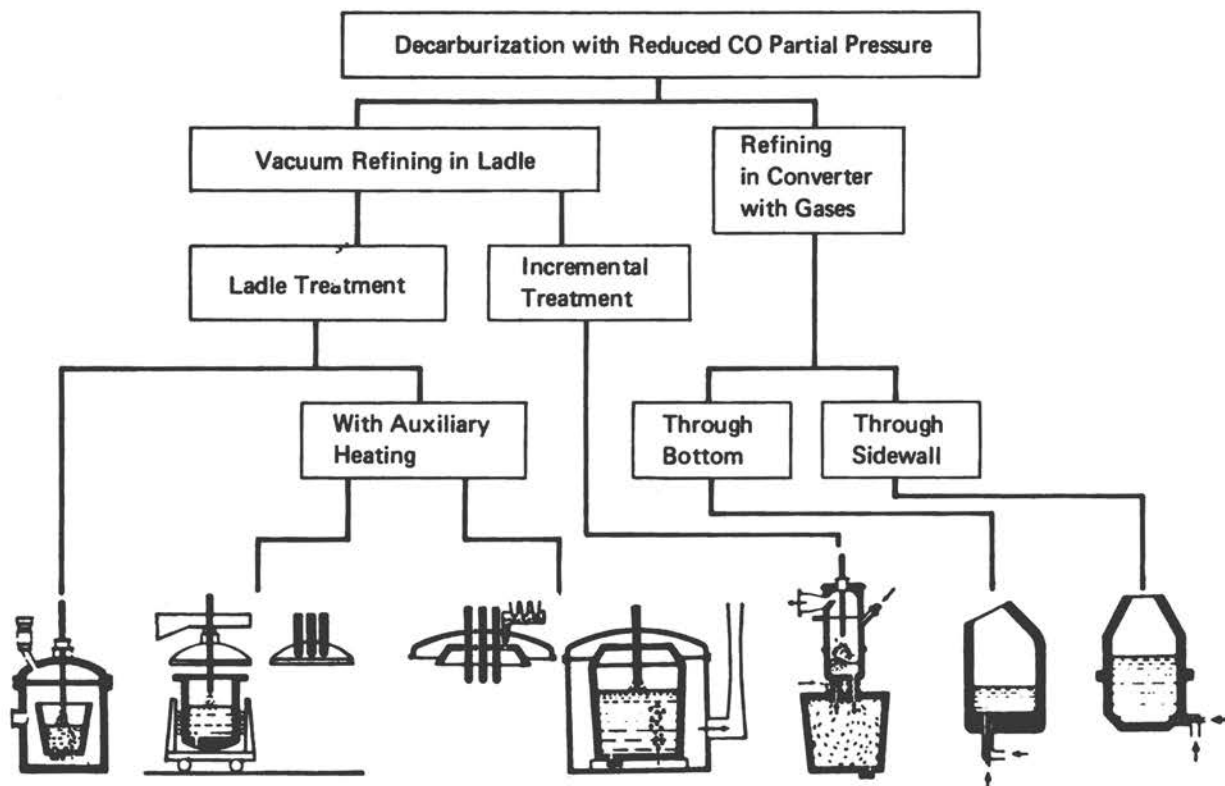 Decarburization with Reduced CO Partial Pressure
Vacuum Refining in Ladle
Refining
in Converter
with Gases
Ladle Treatment
Incremental
Treatment
With Auxiliary
Heating
Through
Bottom
Through
Sidewall